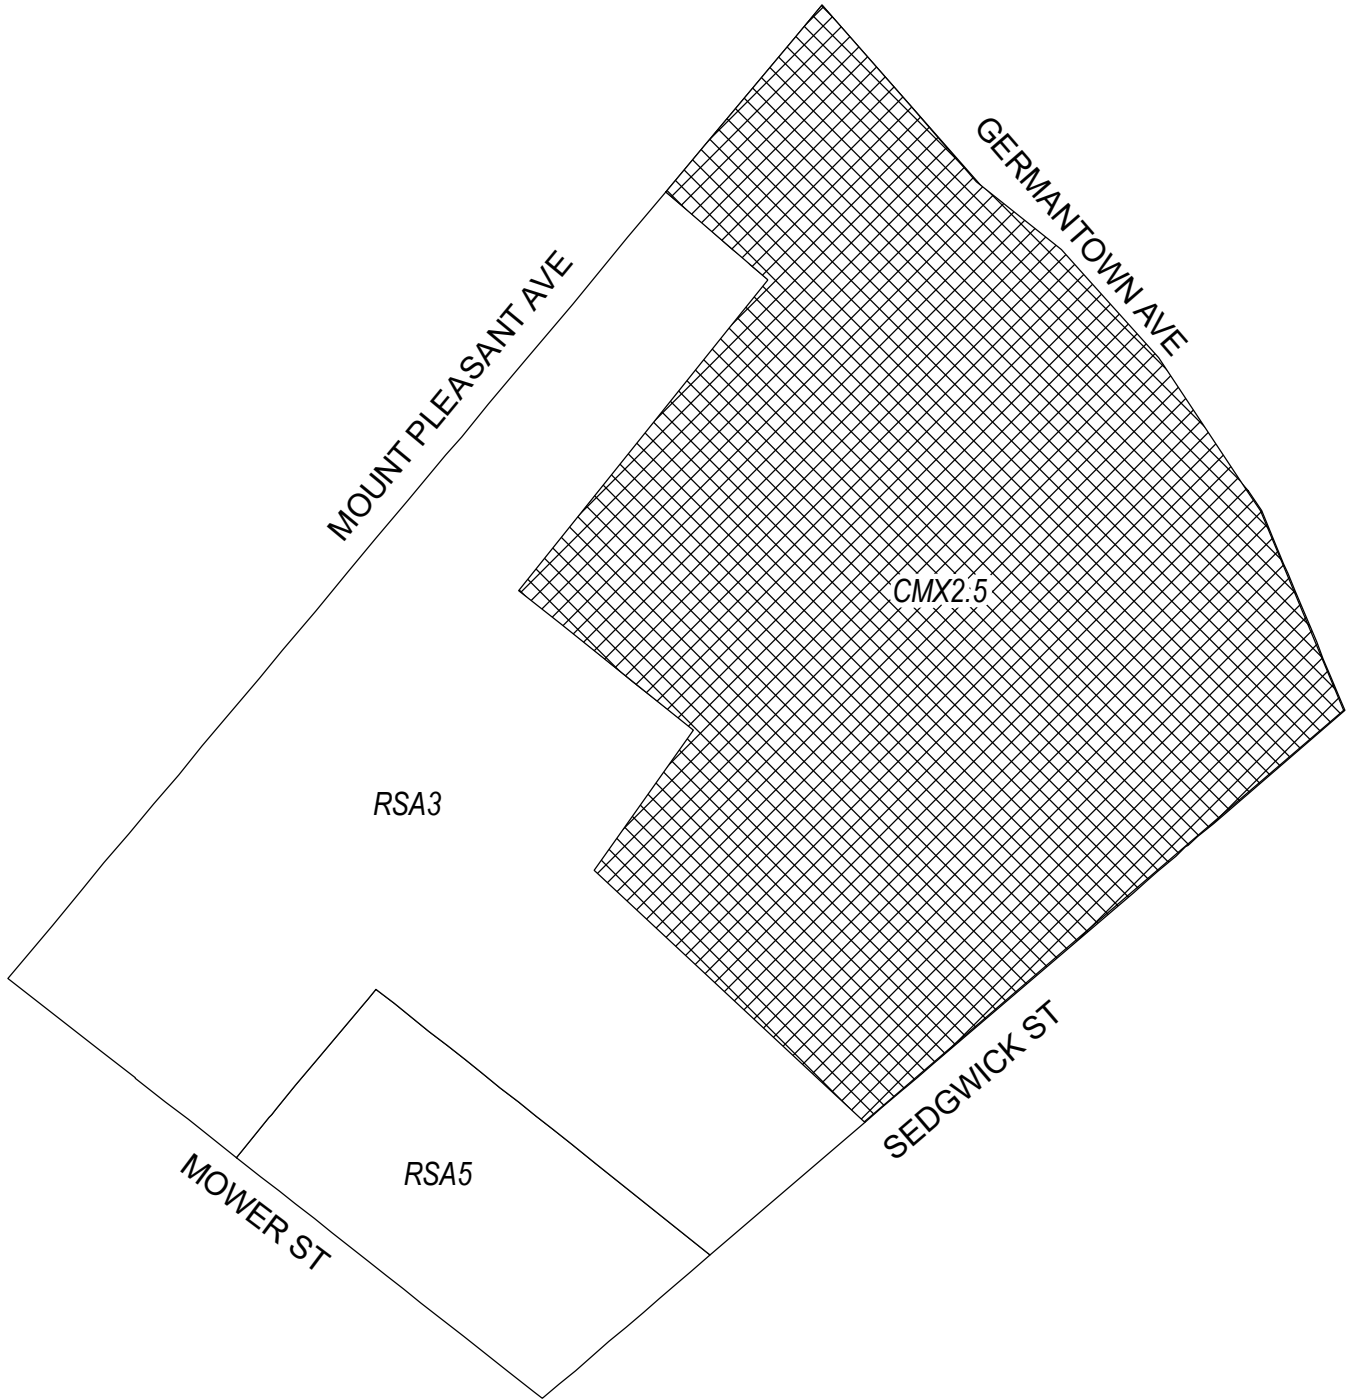 GERMANTOWN AVE
MOUNT PLEASANT AVE
CMX2.5
RSA3
SEDGWICK ST
RSA5
MOWER ST